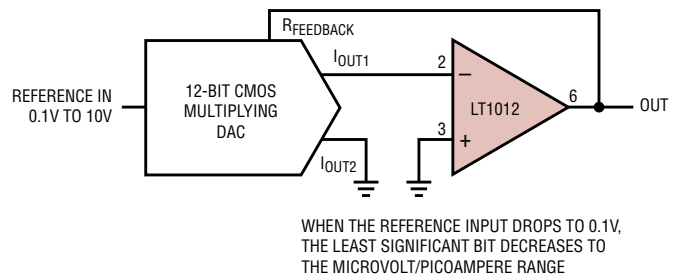 RFEEDBACK
IOUT1
REFERENCE IN
0.1V TO 10V
12-BIT CMOS
MULTIPLYING
DAC
2
−
LT1012
6
OUT
3
+
IOUT2
WHEN THE REFERENCE INPUT DROPS TO 0.1V,
THE LEAST SIGNIFICANT BIT DECREASES TO
THE MICROVOLT/PICOAMPERE RANGE